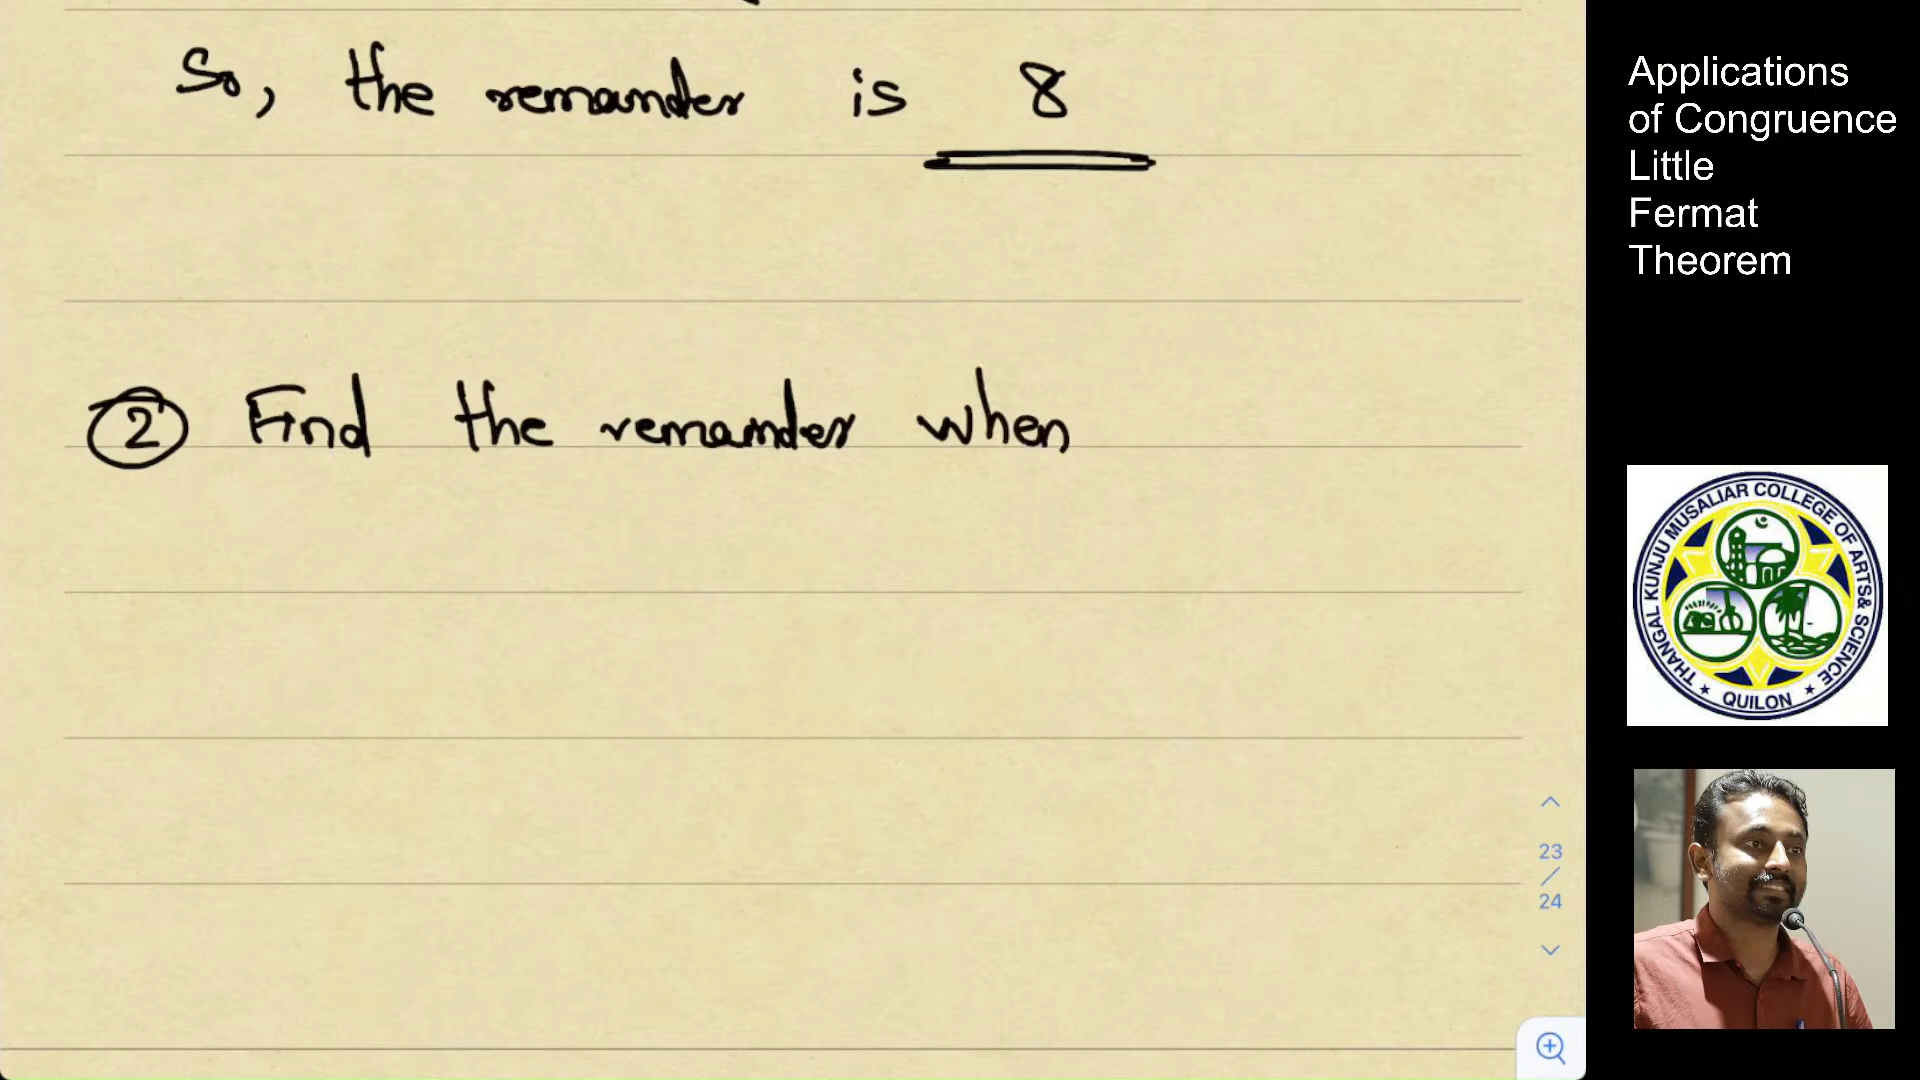 So, the remainder is 8
② Find the remainder when
Applications
of Congruence
Little
Fermat
Theorem
THANGAL KUNJU MUSALIAR COLLEGE OF ARTS & SCIENCE
★ QUILON ★
23
/
24